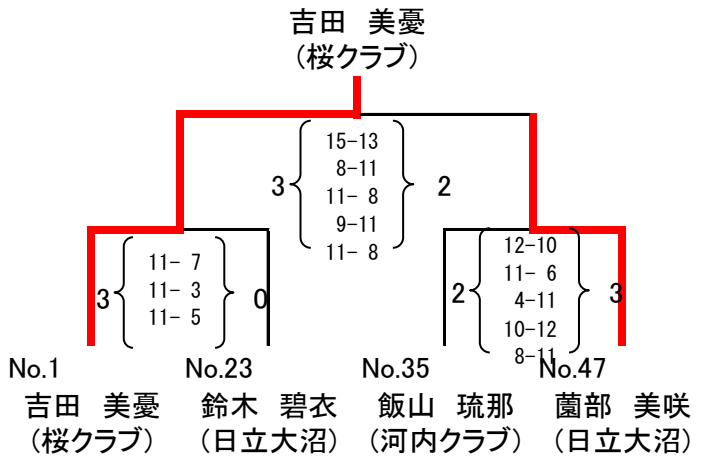 吉田　美憂
（桜クラブ）
15-13
8-11
3
11- 8
2
9-11
11- 8
12-10
11- 7
11- 6
3
11- 3
0
2
4-11
3
11- 5
10-12
8-11
No.1
No.23
No.35
No.47
吉田　美憂
鈴木　碧衣
飯山　琉那
薗部　美咲
（桜クラブ）
（日立大沼）
（河内クラブ）
（日立大沼）